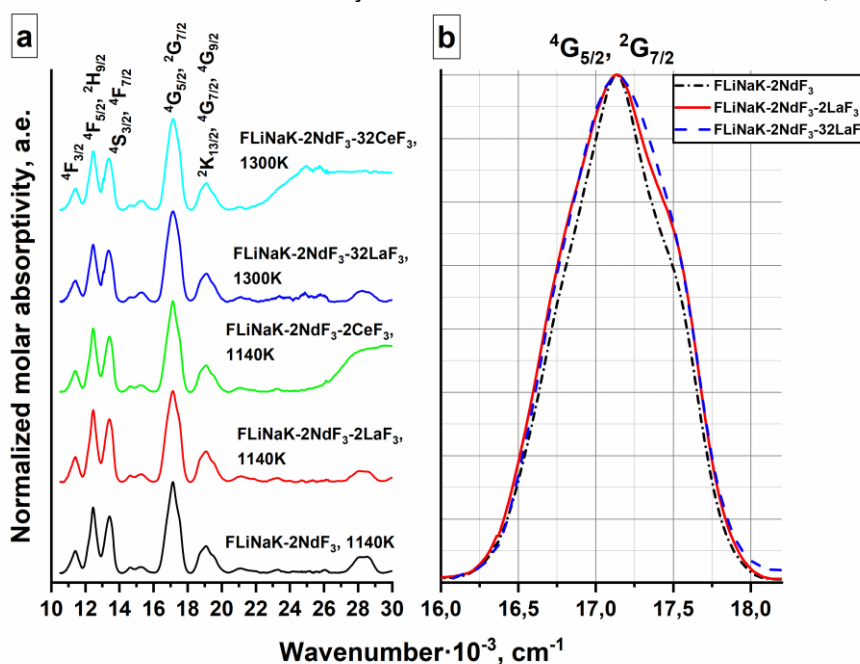 a
b
Normalized molar absorptivity, a.e.
⁴F₃/₂
⁴F₅/₂, ²H₉/₂
⁴S₃/₂, ⁴F₇/₂
⁴G₅/₂, ²G₇/₂
²K₁₃/₂, ⁴G₇/₂, ⁴G₉/₂
FLiNaK-2NdF₃-32CeF₃,
1300K
FLiNaK-2NdF₃-32LaF₃,
1300K
FLiNaK-2NdF₃-2CeF₃,
1140K
FLiNaK-2NdF₃-2LaF₃,
1140K
FLiNaK-2NdF₃, 1140K
10 12 14 16 18 20 22 24 26 28 30
⁴G₅/₂, ²G₇/₂
FLiNaK-2NdF₃
FLiNaK-2NdF₃-2LaF₃
FLiNaK-2NdF₃-32LaF
16,0 16,5 17,0 17,5 18,0
Wavenumber·10⁻³, cm⁻¹